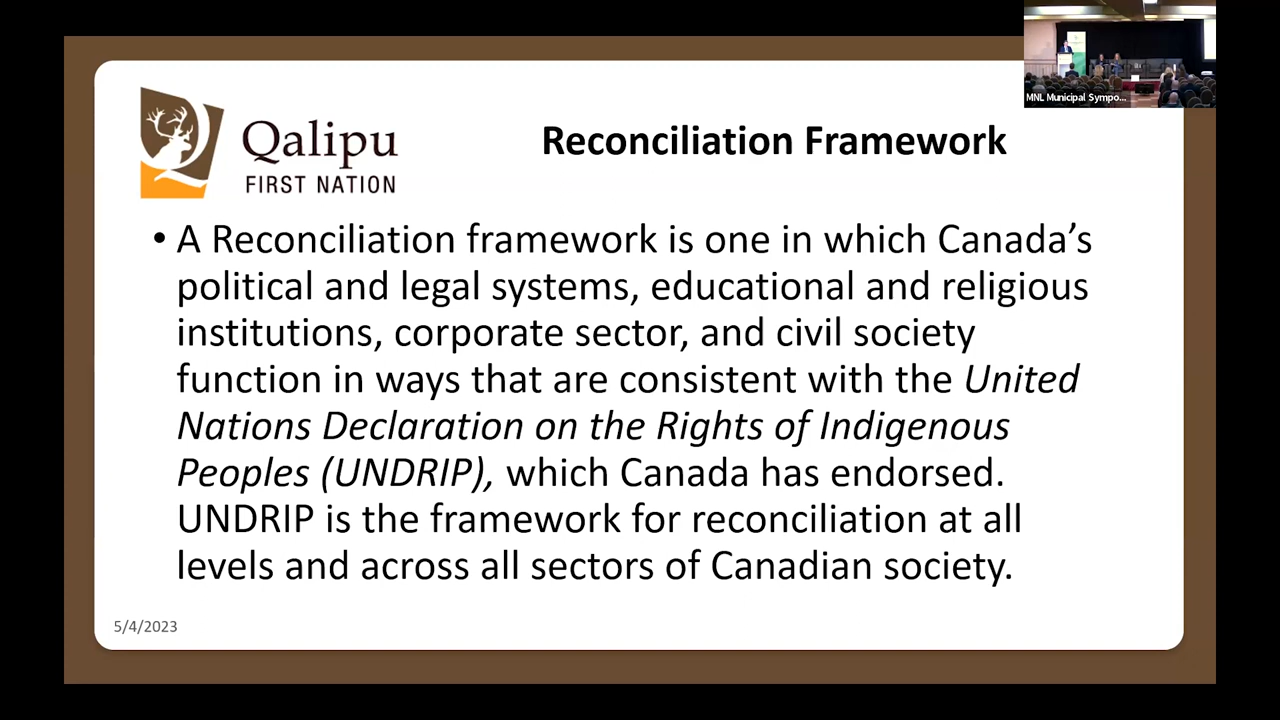 MNL Municipal Sympo...
Qalipu
FIRST NATION
Reconciliation Framework
• A Reconciliation framework is one in which Canada’s
political and legal systems, educational and religious
institutions, corporate sector, and civil society
function in ways that are consistent with the United
Nations Declaration on the Rights of Indigenous
Peoples (UNDRIP), which Canada has endorsed.
UNDRIP is the framework for reconciliation at all
levels and across all sectors of Canadian society.
5/4/2023